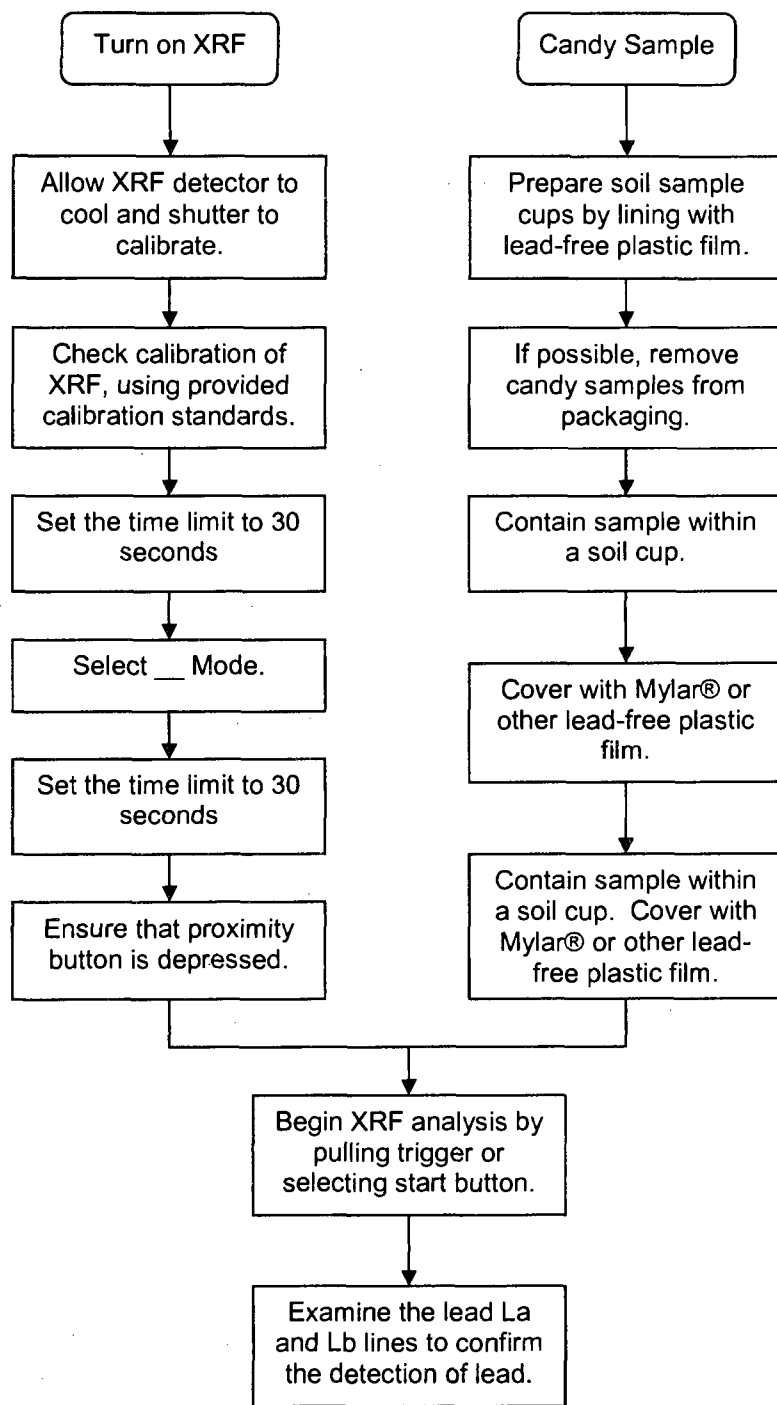 Turn on XRF
Allow XRF detector to
cool and shutter to
calibrate.
Check calibration of
XRF, using provided
calibration standards.
Set the time limit to 30
seconds
Select __ Mode.
Set the time limit to 30
seconds
Ensure that proximity
button is depressed.
Candy Sample
Prepare soil sample
cups by lining with
lead-free plastic film.
If possible, remove
candy samples from
packaging.
Contain sample within
a soil cup.
Cover with Mylar® or
other lead-free plastic
film.
Contain sample within
a soil cup. Cover with
Mylar® or other lead-
free plastic film.
Begin XRF analysis by
pulling trigger or
selecting start button.
Examine the lead La
and Lb lines to confirm
the detection of lead.